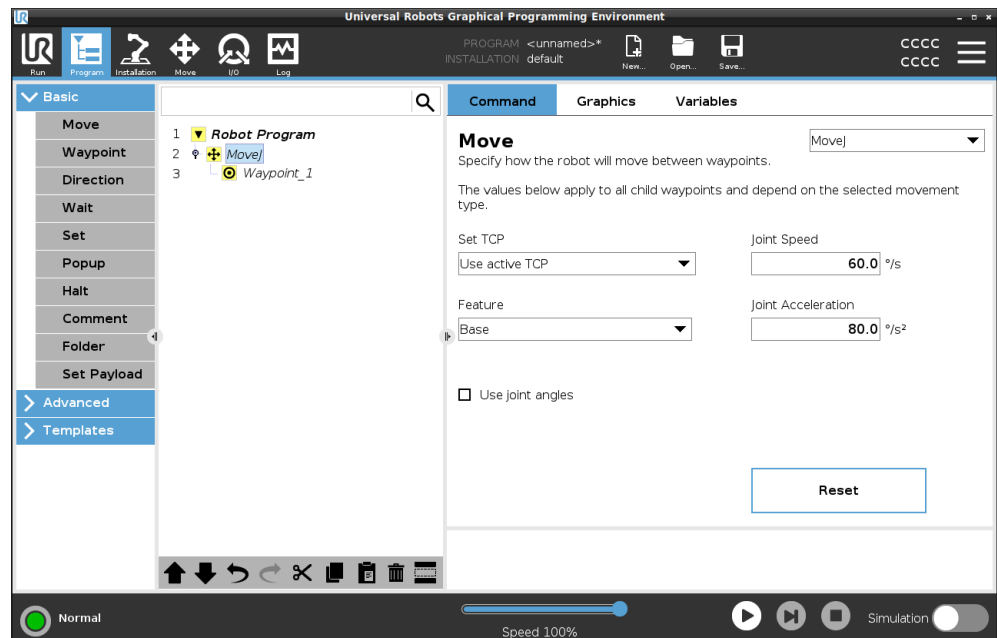 Universal Robots Graphical Programming Environment
UR
Run
Program
Installation
Move
I/O
Log
PROGRAM <unnamed>*
INSTALLATION default
New...
Open...
Save...
CCCC
CCCC
Basic
Move
Waypoint
Direction
Wait
Set
Popup
Halt
Comment
Folder
Set Payload
Advanced
Templates
1 Robot Program
2 MoveJ
3 Waypoint_1
Command Graphics Variables
Move
MoveJ
Specify how the robot will move between waypoints.
The values below apply to all child waypoints and depend on the selected movement
type.
Set TCP
Use active TCP
Joint Speed
60.0 °/s
Feature
Base
Joint Acceleration
80.0 °/s²
Use joint angles
Reset
Normal
Speed 100%
Simulation